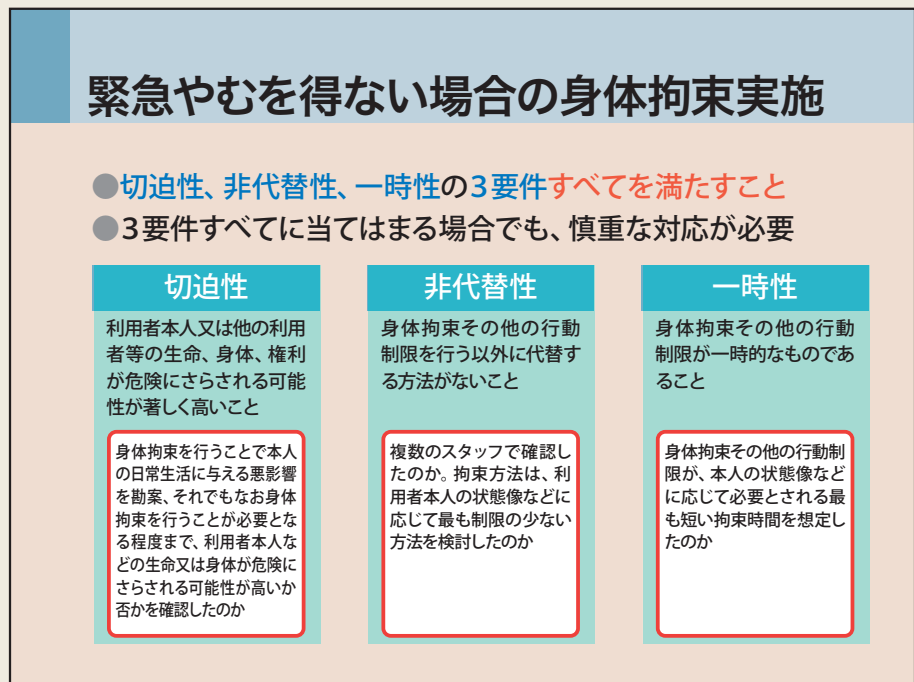 緊急やむを得ない場合の身体拘束実施
●切迫性、非代替性、一時性の3要件すべてを満たすこと
●3要件すべてに当てはまる場合でも、慎重な対応が必要
切迫性
利用者本人又は他の利用
者等の生命、身体、権利
が危険にさらされる可能
性が著しく高いこと
身体拘束を行うことで本人
の日常生活に与える悪影響
を勘案、それでもなお身体
拘束を行うことが必要とな
る程度まで、利用者本人な
どの生命又は身体が危険に
さらされる可能性が高いか
否かを確認したのか
非代替性
身体拘束その他の行動
制限を行う以外に代替す
る方法がないこと
複数のスタッフで確認し
たのか。拘束方法は、利
用者本人の状態像などに
応じて最も制限の少ない
方法を検討したのか
一時性
身体拘束その他の行動
制限が一時的なものであ
ること
身体拘束その他の行動制
限が、本人の状態像など
に応じて必要とされる最
も短い拘束時間を想定し
たのか